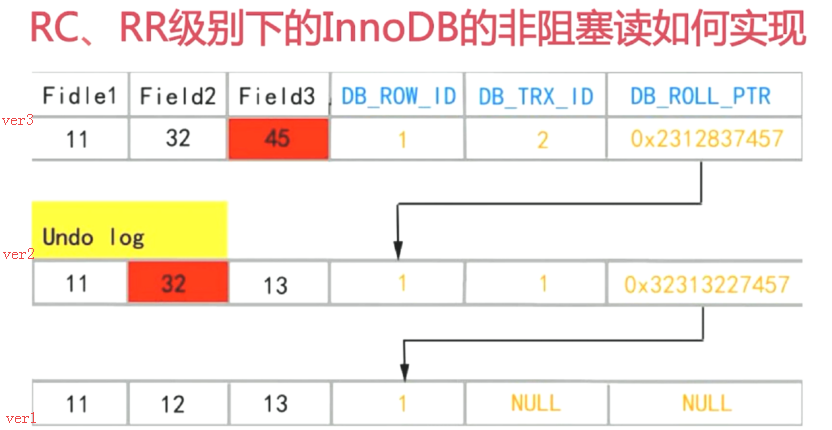 RC、RR级别下的InnoDB的非阻塞读如何实现
Fidle1 Field2 Field3 DB_ROW_ID DB_TRX_ID DB_ROLL_PTR
ver3
11 32 45 1 2 0x2312837457
Undo log
ver2
11 32 13 1 1 0x32313227457
11 12 13 1 NULL NULL
ver1